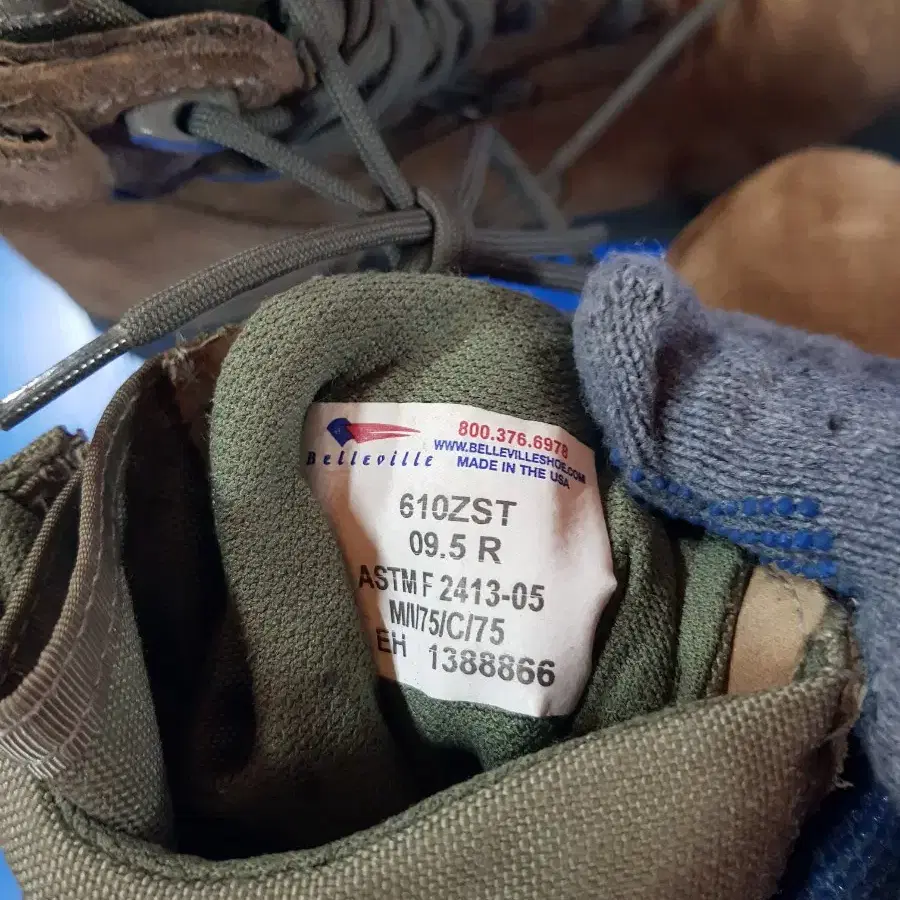 800.376.6978
WWW.BELLEVILLESHOE.COM
Belleville MADE IN THE USA
610ZST
09.5 R
ASTM F 2413-05
M/I/75/C/75
EH 1388866